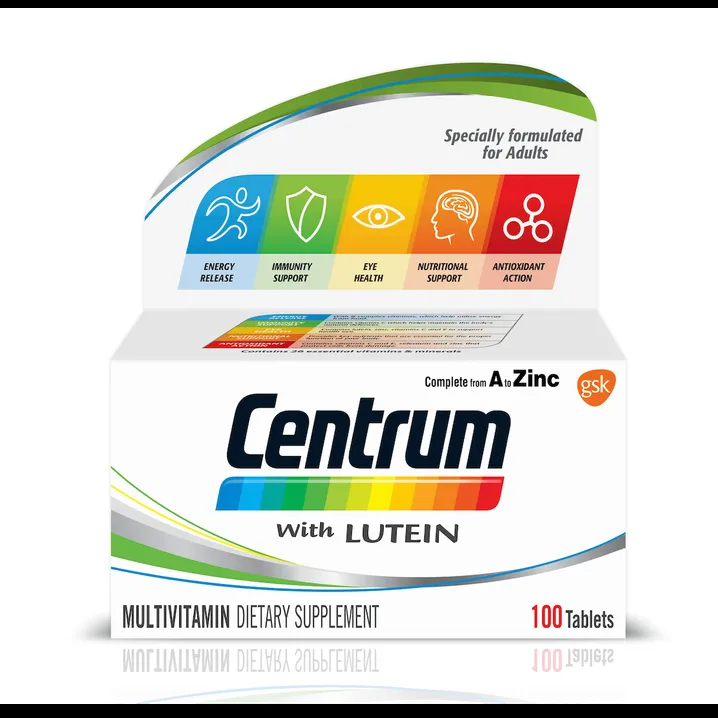 Specially formulated
for Adults
ENERGY
RELEASE
IMMUNITY
SUPPORT
EYE
HEALTH
NUTRITIONAL
SUPPORT
ANTIOXIDANT
ACTION
Contains 26 essential vitamins & minerals
Complete from A to Zinc
gsk
Centrum
With LUTEIN
MULTIVITAMIN DIETARY SUPPLEMENT
100 Tablets